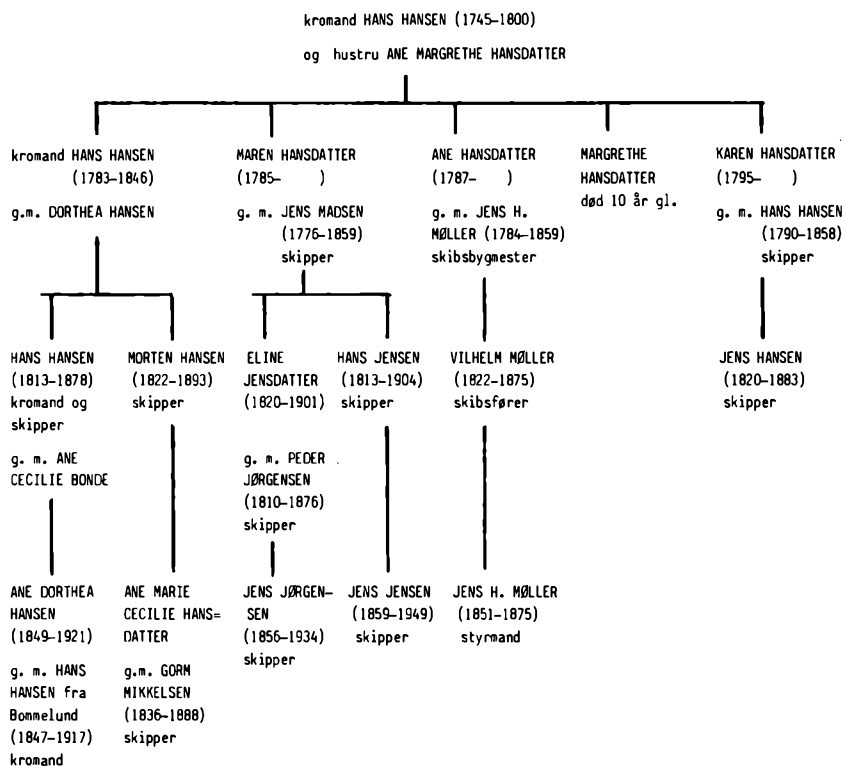 kromand HANS HANSEN (1745-1800)
og hustru ANE MARGRETHE HANSDATTER
kromand HANS HANSEN
(1783-1846)
g.m. DORTHEA HANSEN
MAREN HANSDATTER
(1785- )
g. m. JENS MADSEN
(1776-1859)
skipper
ANE HANSDATTER
(1787- )
g. m. JENS H.
MØLLER (1784-1859)
skibsbygmester
MARGRETHE
HANSDATTER
død 10 år gl.
KAREN HANSDATTER
(1795- )
g. m. HANS HANSEN
(1790-1858)
skipper
HANS HANSEN
(1813-1878)
kromand og
skipper
g. m. ANE
CECILIE BONDE
MORTEN HANSEN
(1822-1893)
skipper
ELINE
JENSDATTER
(1820-1901)
g. m. PEDER
JØRGENSEN
(1810-1876)
skipper
HANS JENSEN
(1813-1904)
skipper
VILHELM MØLLER
(1822-1875)
skibsfører
JENS HANSEN
(1820-1883)
skipper
ANE DORTHEA
HANSEN
(1849-1921)
g. m. HANS
HANSEN fra
Bommelund
(1847-1917)
kromand
ANE MARIE
CECILIE HANS=
DATTER
g.m. GORM
MIKKELSEN
(1836-1888)
skipper
JENS JØRGEN-
SEN
(1856-1934)
skipper
JENS JENSEN
(1859-1949)
skipper
JENS H. MØLLER
(1851-1875)
styrmand